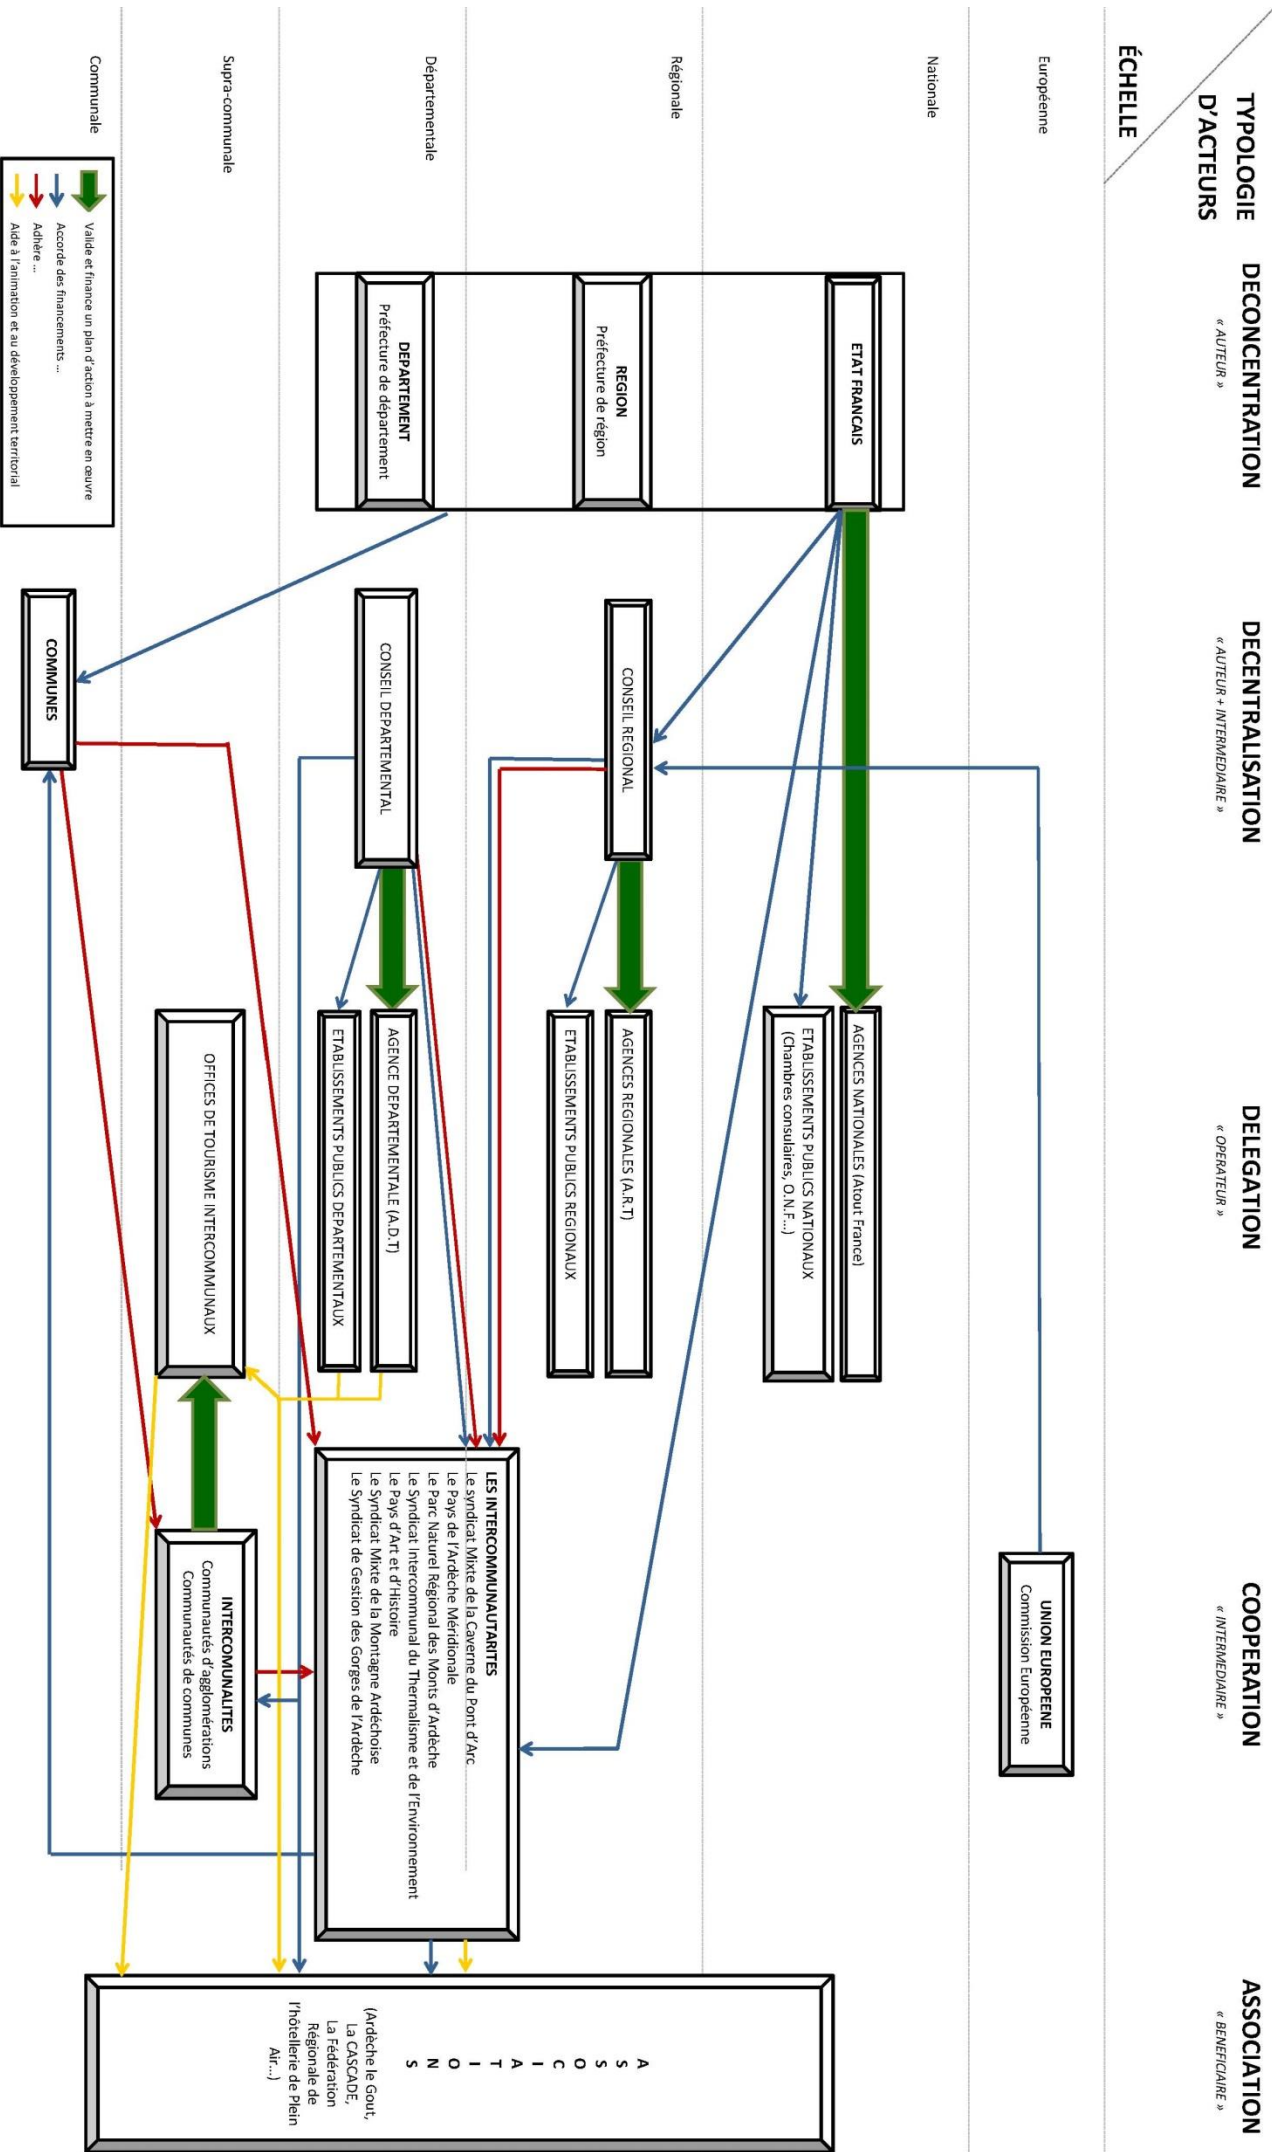 TYPOLOGIE
D'ACTEURS
ÉCHELLE
DECONCENTRATION
« AUTEUR »
DECENTRALISATION
« AUTEUR + INTERMEDIAIRE »
DELEGATION
« OPERATEUR »
COOPERATION
« INTERMEDIAIRE »
ASSOCIATION
« BENEFICIAIRE »
Européenne
UNION EUROPEENE
Commission Européenne
Nationale
ETAT FRANCAIS
AGENCES NATIONALES (Atout France)
ETABLISSEMENTS PUBLICS NATIONAUX
(Chambres consulaires, O.N.F...)
Régionale
REGION
Préfecture de région
CONSEIL REGIONAL
AGENCES REGIONALES (A.R.T)
ETABLISSEMENTS PUBLICS REGIONAUX
Départementale
DEPARTEMENT
Préfecture de département
CONSEIL DEPARTEMENTAL
AGENCE DEPARTEMENTALE (A.D.T)
ETABLISSEMENTS PUBLICS DEPARTEMENTAUX
LES INTERCOMMUNAUTARITES
Le syndicat Mixte de la Caverne du Pont d'Arc
Le Pays de l'Ardèche Méridionale
Le Parc Naturel Régional des Monts d'Ardèche
Le Syndicat Intercommunal du Thermalisme et de l'Environnement
Le Pays d'Art et d'Histoire
Le Syndicat Mixte de la Montagne Ardéchoise
Le Syndicat de Gestion des Gorges de l'Ardèche
A
S
S
O
C
I
A
T
I
O
N
S
(Ardèche le Gout,
La CASCADE,
La Fédération
Régionale de
l'hôtellerie de Plein
Air...)
Supra-communale
OFFICES DE TOURISME INTERCOMMUNAUX
INTERCOMUNALITES
Communautés d'agglomérations
Communautés de communes
Communale
COMMUNES
Valide et finance un plan d'action à mettre en œuvre
Accorde des financements ...
Adhère ...
Aide à l'animation et au développement territorial